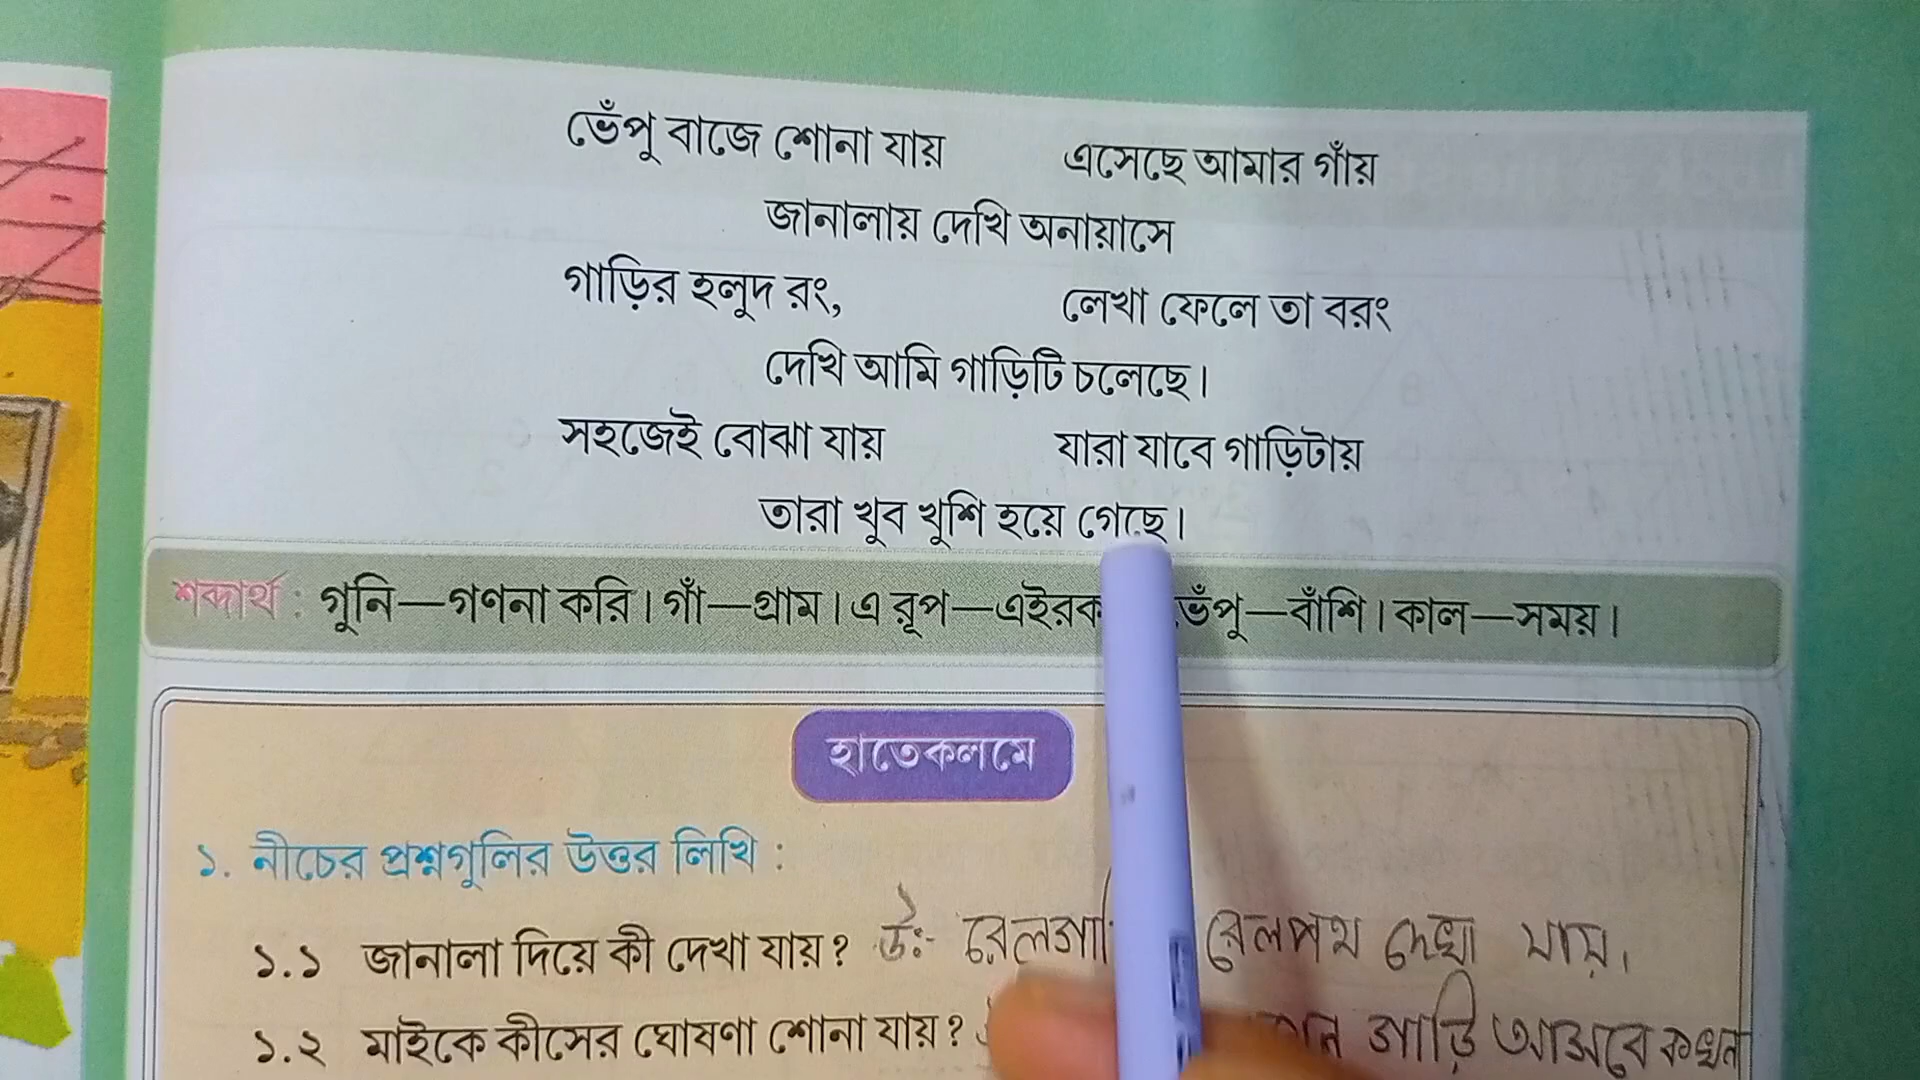 ভেঁপু বাজে শোনা যায় এসেছে আমার গাঁয়
জানালায় দেখি অনায়াসে
গাড়ির হলুদ রং, লেখা ফেলে তা বরং
দেখি আমি গাড়িটি চলেছে।
সহজেই বোঝা যায় যারা যাবে গাড়িটায়
তারা খুব খুশি হয়ে গেছে।
শব্দার্থ : গুনি—গণনা করি। গাঁ—গ্রাম। এ রূপ—এইরক ভেঁপু—বাঁশি। কাল—সময়।
হাতেকলমে
১. নীচের প্রশ্নগুলির উত্তর লিখি :
১.১ জানালা দিয়ে কী দেখা যায়? উঃ- রেলগা রেলপথ দেখা যায়।
১.২ মাইকে কীসের ঘোষণা শোনা যায়? গাড়ি আসবে কখন